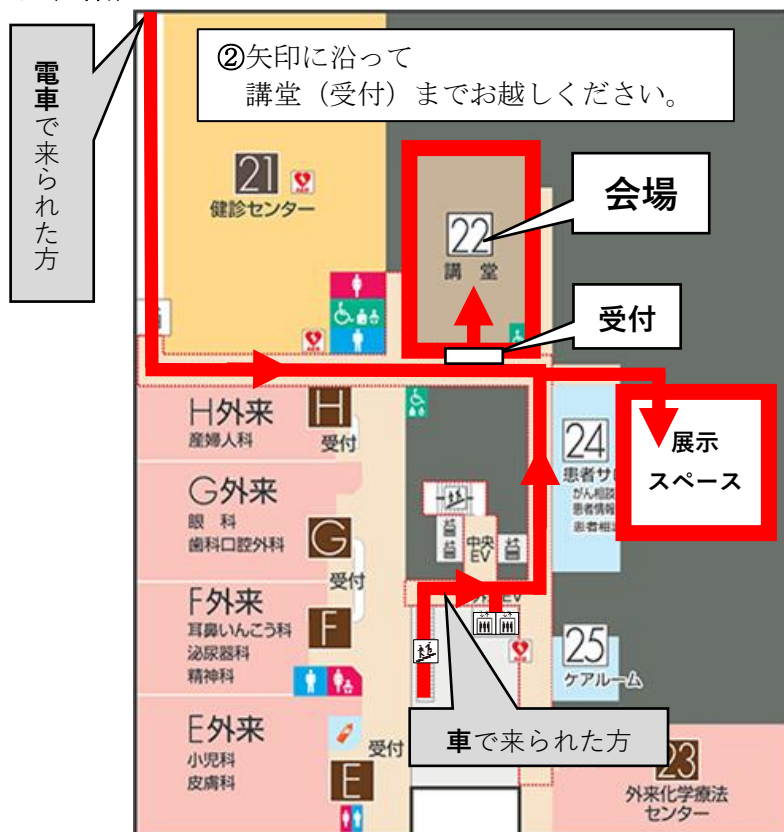 電車で来られた方
②矢印に沿って
講堂（受付）までお越しください。
21
健診センター
22
講 堂
会場
受付
H外来
産婦人科
H
受付
G外来
眼 科
歯科口腔外科
G
受付
F外来
耳鼻いんこう科
泌尿器科
精神科
F
E外来
小児科
皮膚科
E
受付
中央
EV
EV
24
患者サ
がん相談
患者情報
患者相
展示
スペース
25
ケアルーム
車で来られた方
23
外来化学療法
センター